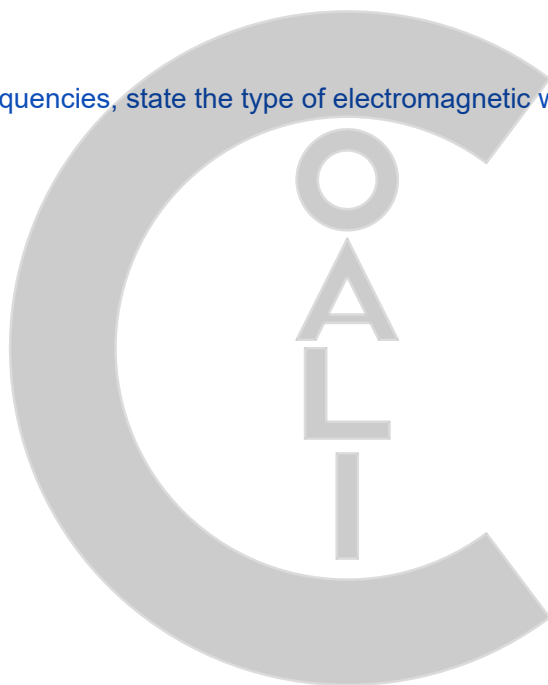 quencies, state the type of electromagnetic
C
O
A
L
I